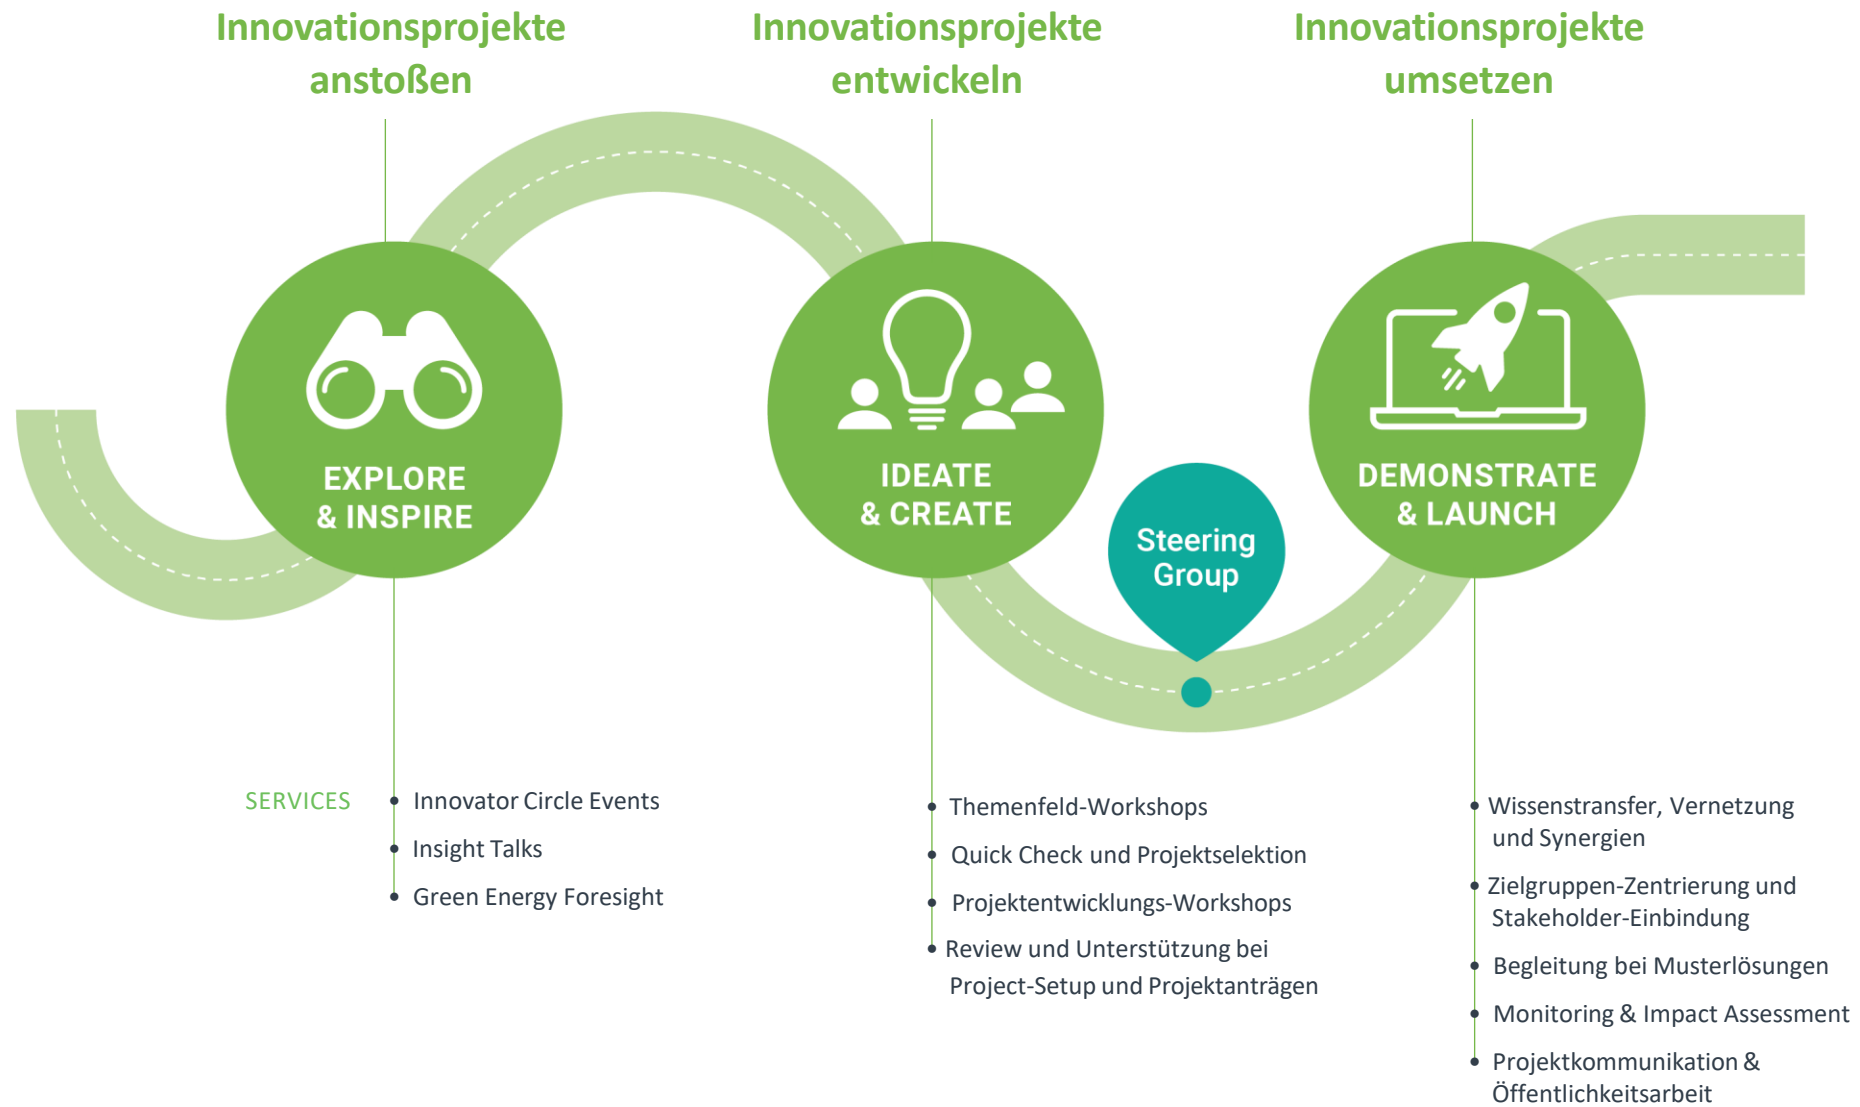 Innovationsprojekte
anstoßen
Innovationsprojekte
entwickeln
Innovationsprojekte
umsetzen
EXPLORE
& INSPIRE
IDEATE
& CREATE
Steering
Group
DEMONSTRATE
& LAUNCH
SERVICES
• Innovator Circle Events
• Insight Talks
• Green Energy Foresight
• Themenfeld-Workshops
• Quick Check und Projektselektion
• Projektentwicklungs-Workshops
• Review und Unterstützung bei
Project-Setup und Projektanträgen
• Wissenstransfer, Vernetzung
und Synergien
• Zielgruppen-Zentrierung und
Stakeholder-Einbindung
• Begleitung bei Musterlösungen
• Monitoring & Impact Assessment
• Projektkommunikation &
Öffentlichkeitsarbeit